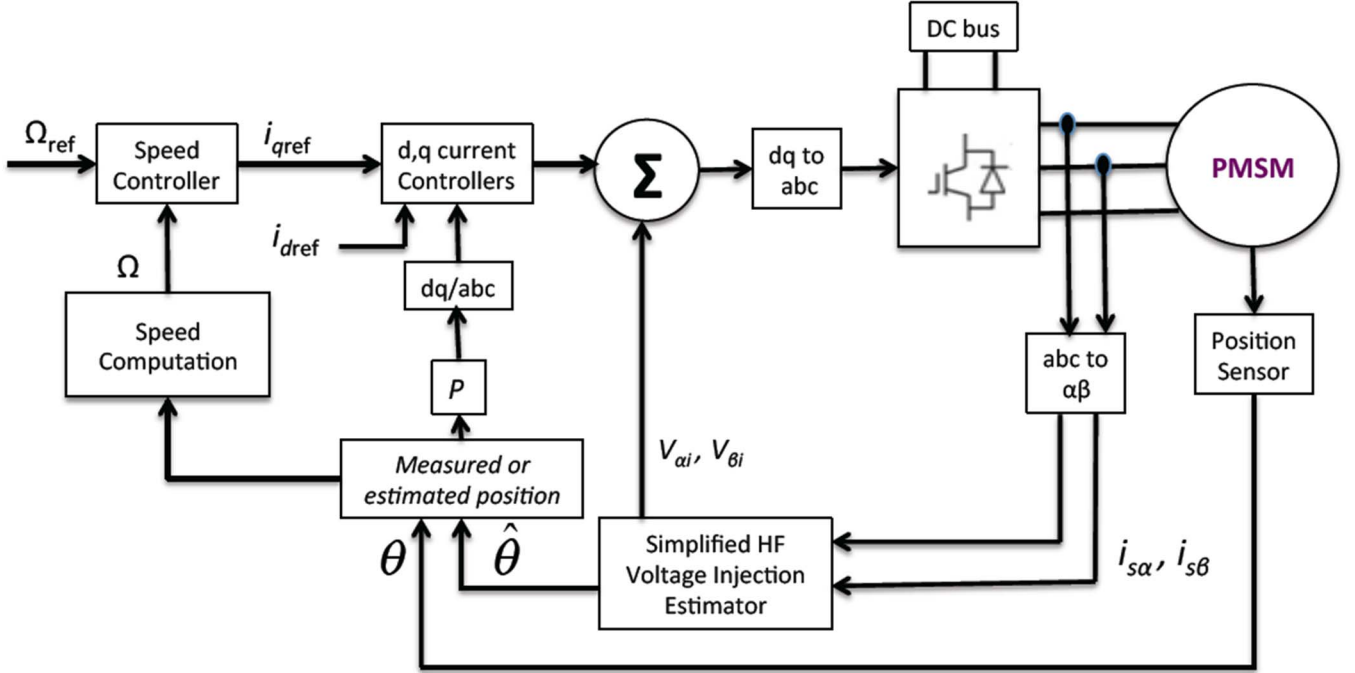 DC bus
Ωref
Speed
Controller
iqref
d,q current
Controllers
Σ
dq to
abc
PMSM
idref
Ω
dq/abc
Speed
Computation
P
abc to
αβ
Position
Sensor
Measured or
estimated position
Vαi, Vβi
θ
θ̂
Simplified HF
Voltage Injection
Estimator
isα, isβ